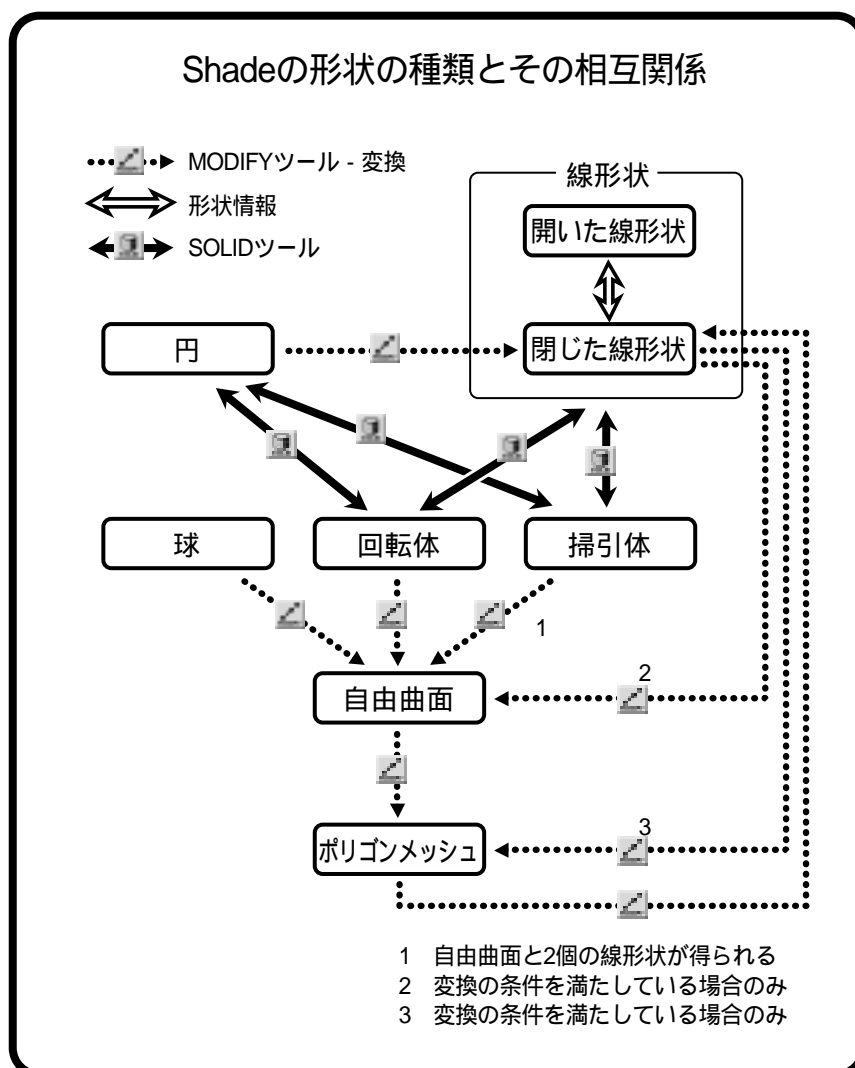 Shadeの形状の種類とその相互関係
MODIFYツール - 変換
形状情報
SOLIDツール
線形状
開いた線形状
円
閉じた線形状
球
回転体
掃引体
1
2
自由曲面
3
ポリゴンメッシュ
1 自由曲面と2個の線形状が得られる
2 変換の条件を満たしている場合のみ
3 変換の条件を満たしている場合のみ